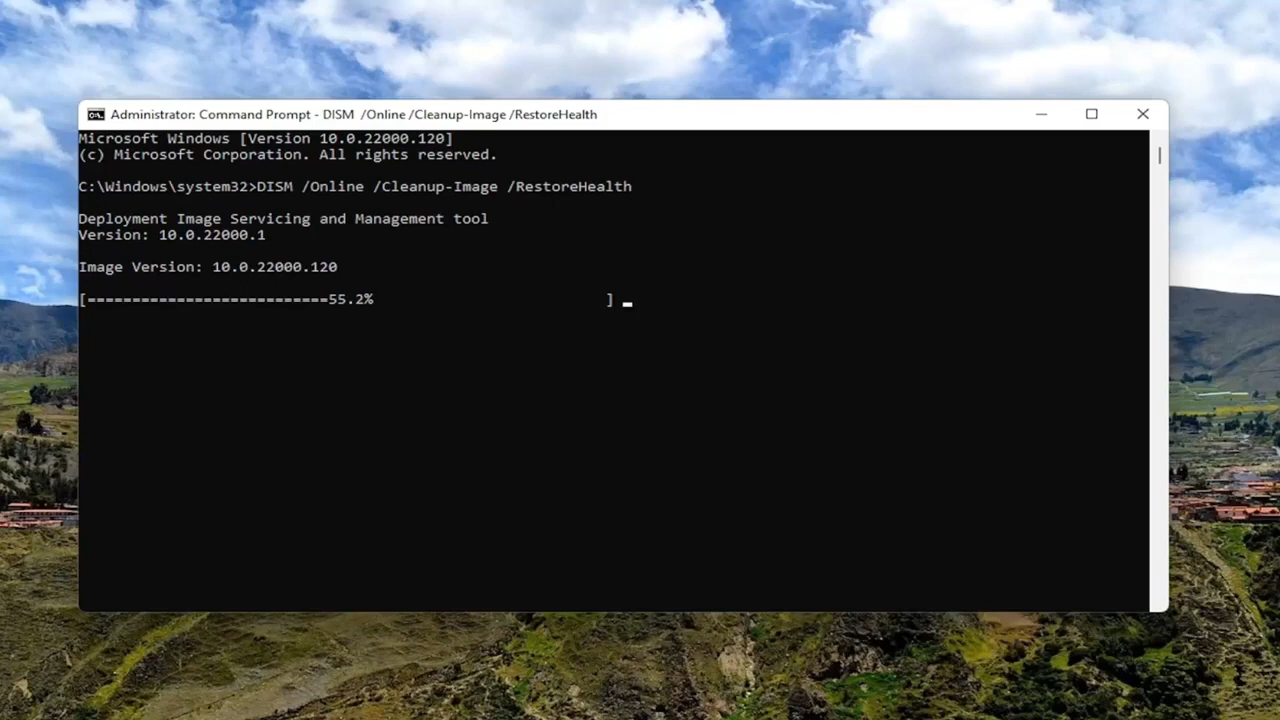 Administrator: Command Prompt - DISM  /Online /Cleanup-Image /RestoreHealth
Microsoft Windows [Version 10.0.22000.120]
(c) Microsoft Corporation. All rights reserved.
C:\Windows\system32>DISM /Online /Cleanup-Image /RestoreHealth
Deployment Image Servicing and Management tool
Version: 10.0.22000.1
Image Version: 10.0.22000.120
[===========================55.2%                          ]